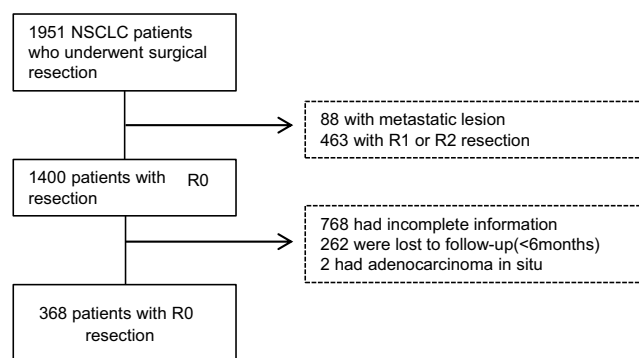 1951 NSCLC patients
who underwent surgical
resection
88 with metastatic lesion
463 with R1 or R2 resection
1400 patients with R0
resection
768 had incomplete information
262 were lost to follow-up(<6months)
2 had adenocarcinoma in situ
368 patients with R0
resection